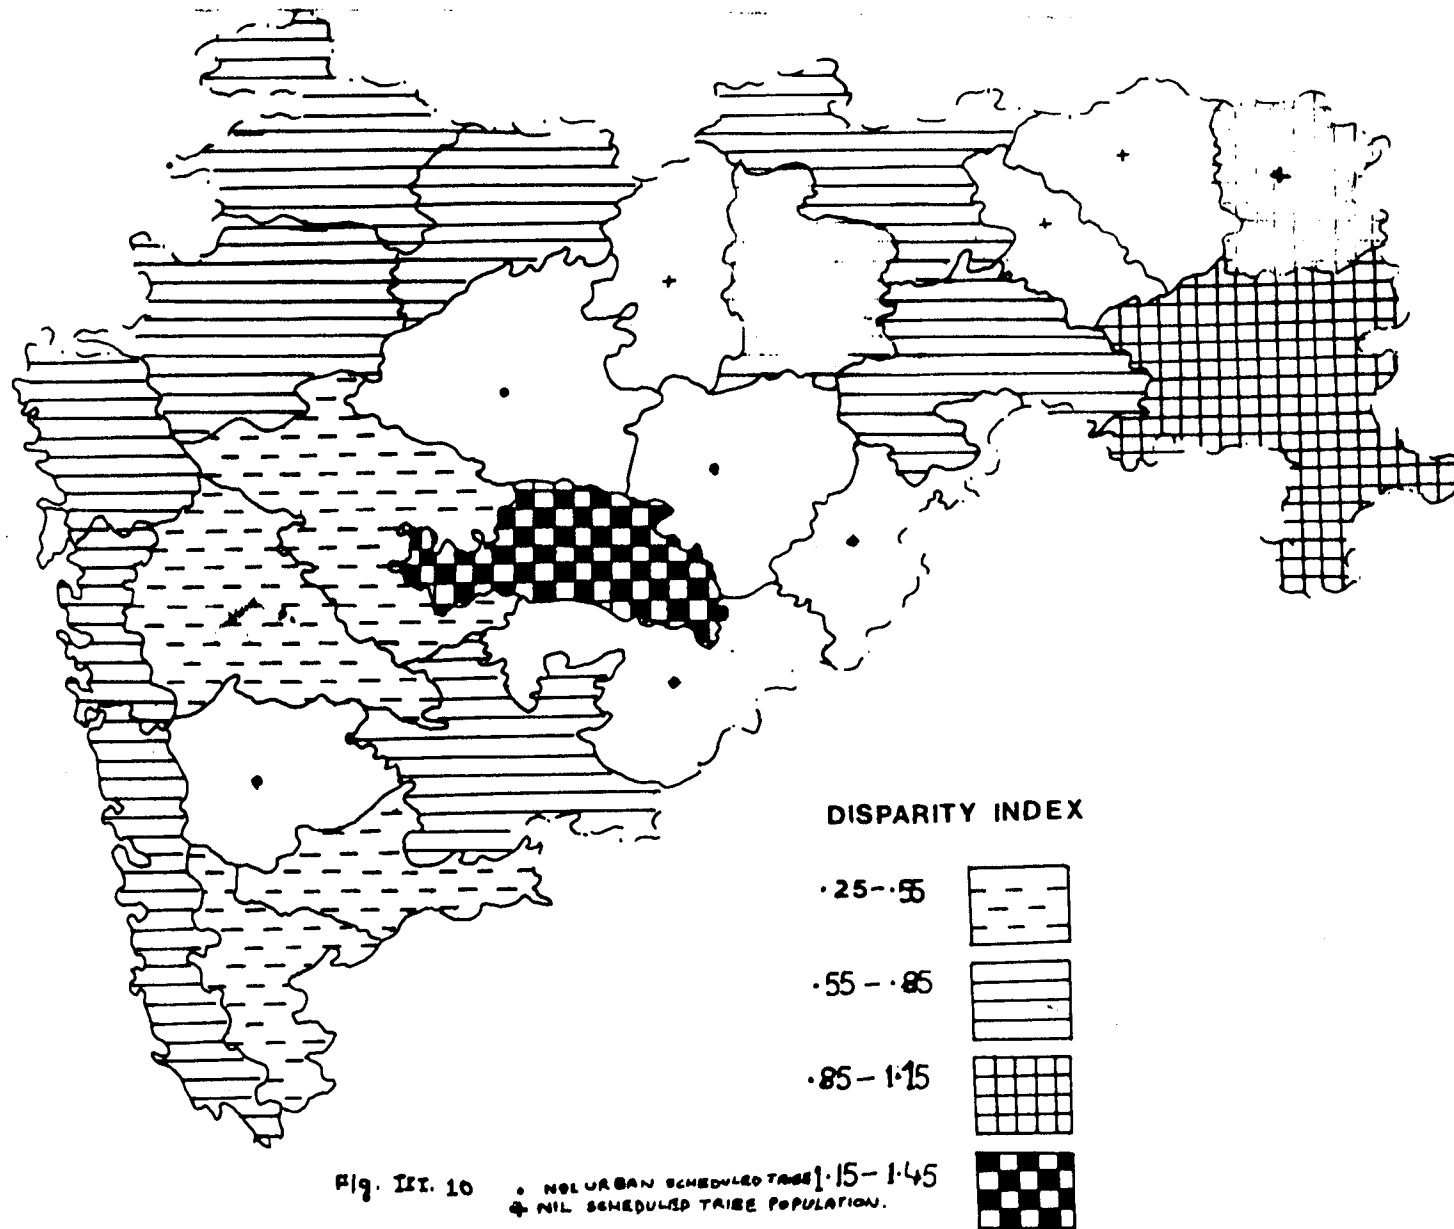 DISPARITY INDEX
·25-·55
·55-·85
·85-1·15
1·15-1·45
Fig. III. 10
• NIL URBAN SCHEDULED TRIBE
✚ NIL SCHEDULED TRIBE POPULATION.